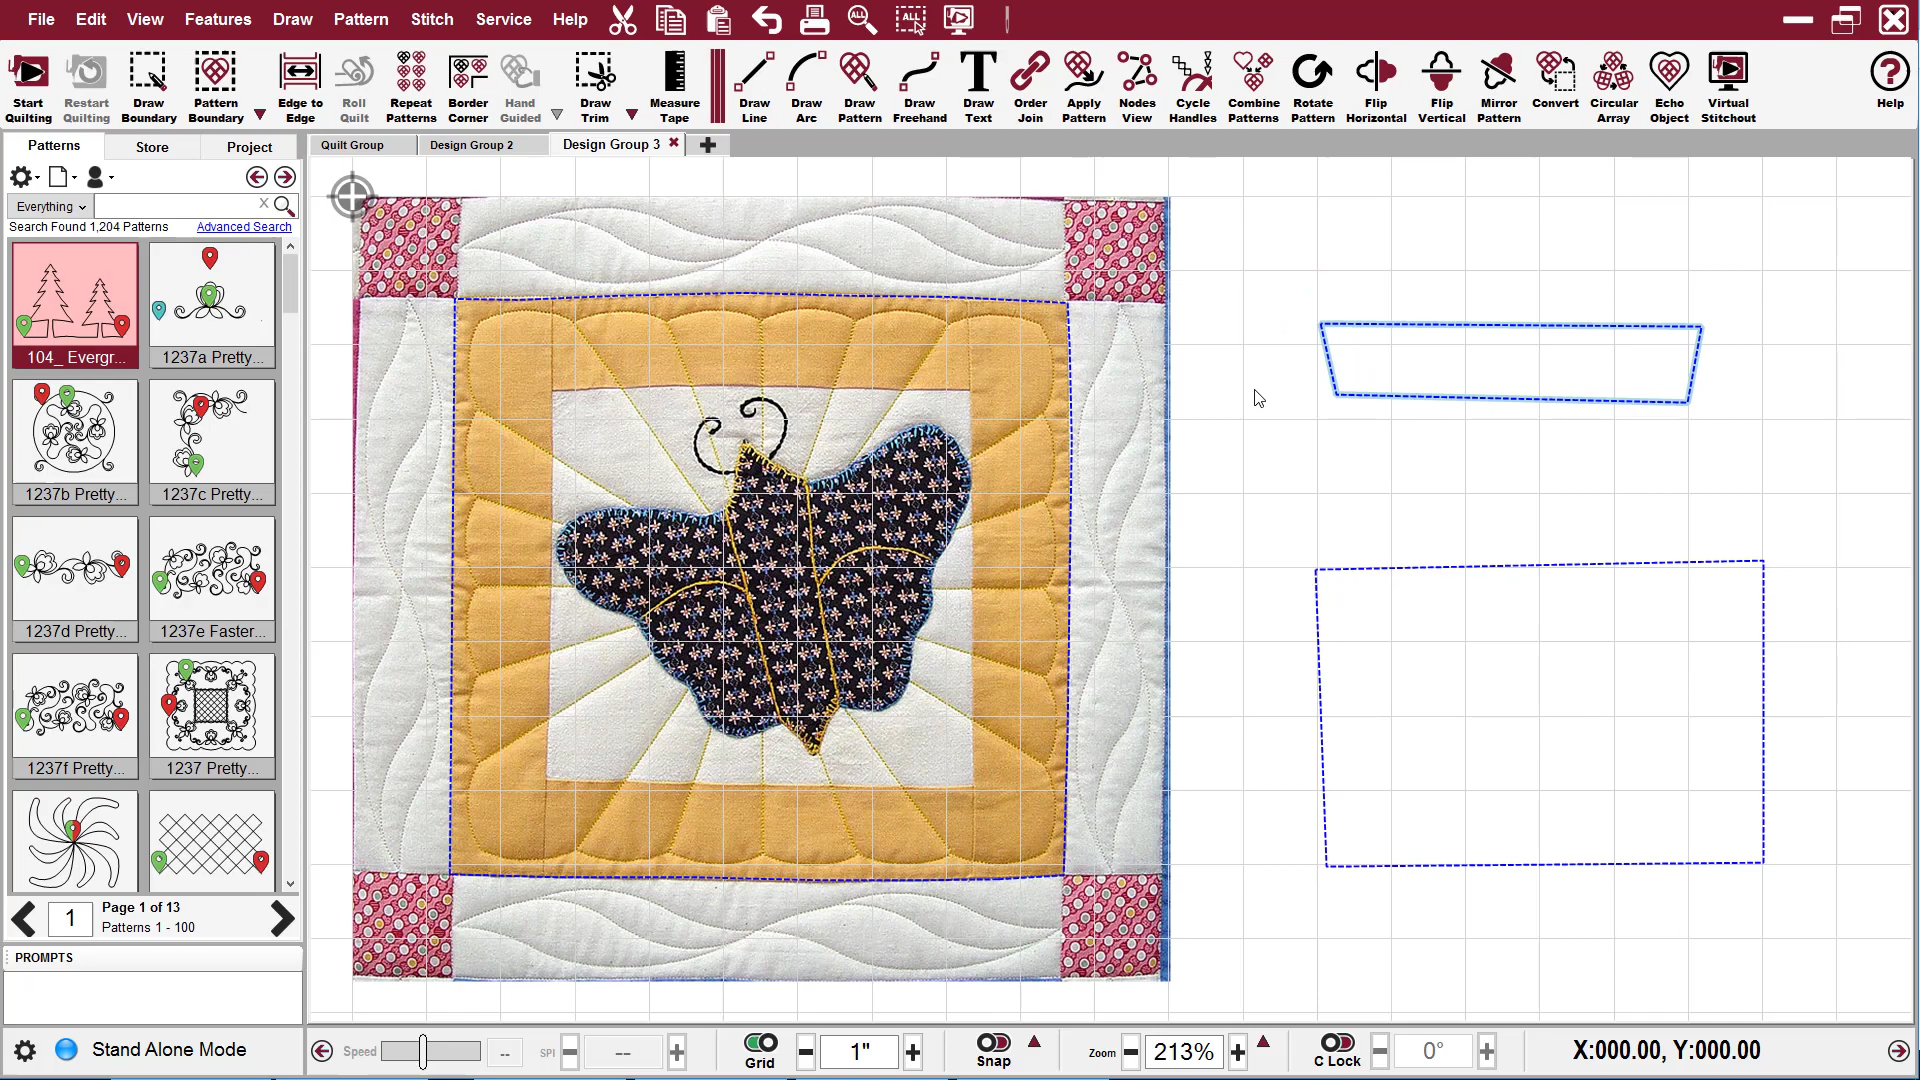 File Edit View Features Draw Pattern Stitch Service Help
ALL ALL
Start Quilting
Restart Quilting
Draw Boundary
Pattern Boundary
Edge to Edge
Roll Quilt
Repeat Patterns
Border Corner
Hand Guided
Draw Trim
Measure Tape
Draw Line
Draw Arc
Draw Pattern
Draw Freehand
Draw Text
Order Join
Apply Pattern
Nodes View
Cycle Handles
Combine Patterns
Rotate Pattern
Flip Horizontal
Flip Vertical
Mirror Pattern
Convert
Circular Array
Echo Object
Virtual Stitchout
Help
Patterns Store Project
Quilt Group Design Group 2 Design Group 3
Everything X
Search Found 1,204 Patterns Advanced Search
104_ Evergr... 1237a Pretty...
1237b Pretty... 1237c Pretty...
1237d Pretty... 1237e Faster...
1237f Pretty... 1237 Pretty...
1 Page 1 of 13
Patterns 1 - 100
PROMPTS
Stand Alone Mode
Speed -- SPI --
Grid 1"
Snap
Zoom 213%
C Lock 0°
X:000.00, Y:000.00